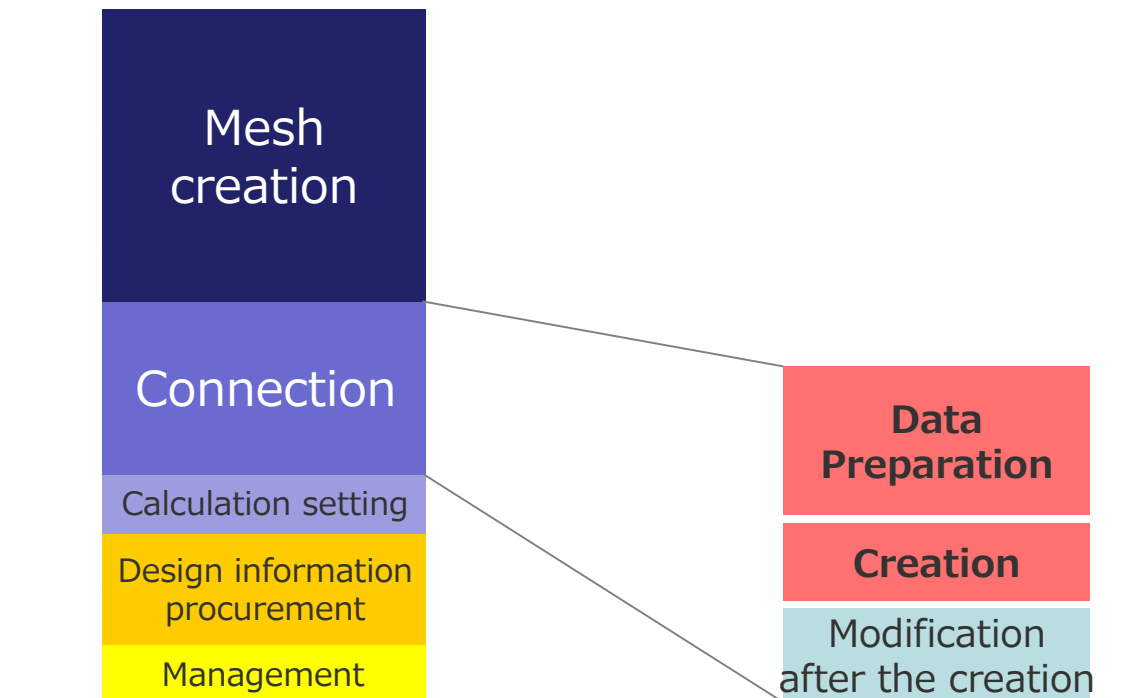 Mesh
creation
Connection
Calculation setting
Design information
procurement
Management
Data
Preparation
Creation
Modification
after the creation